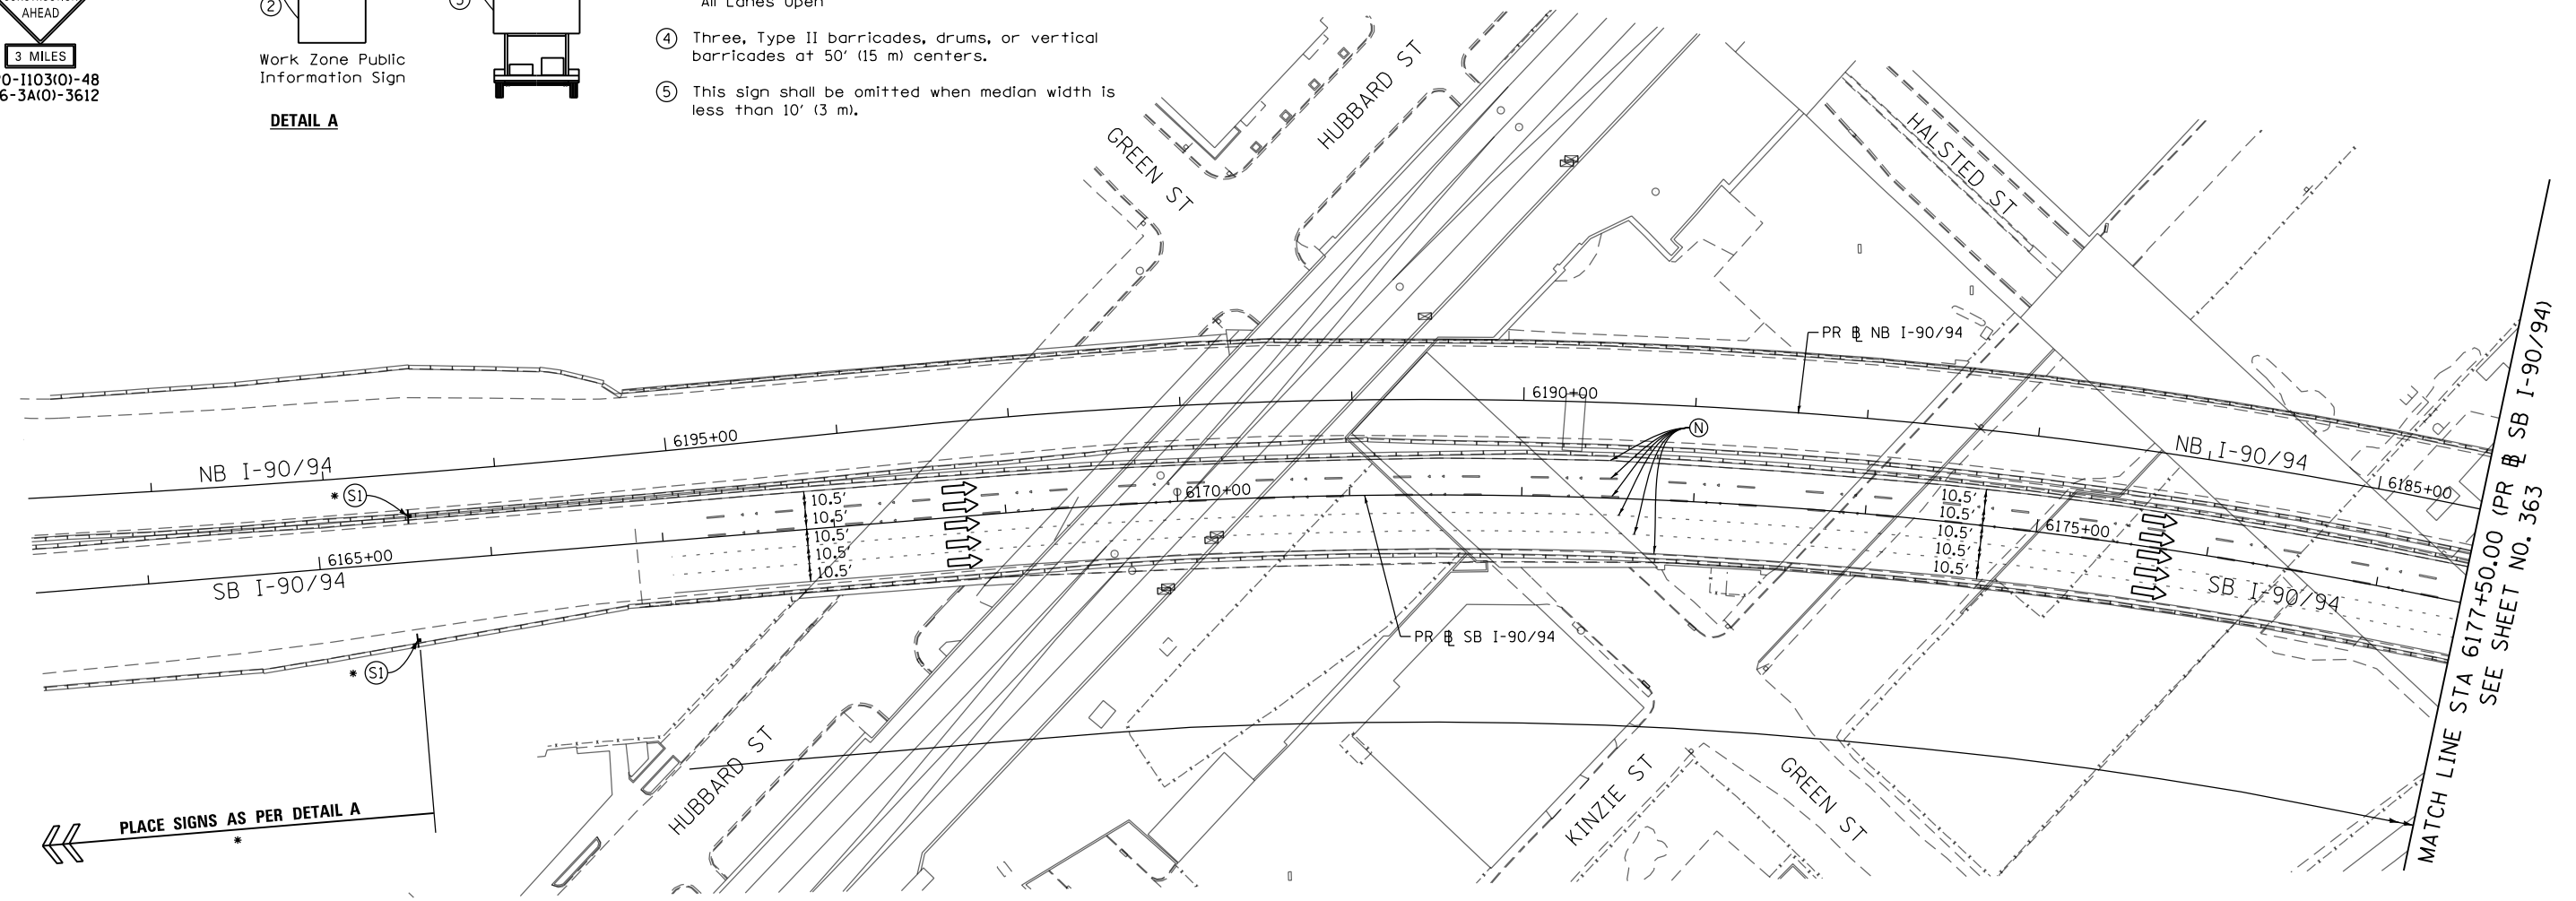 AHEAD
3 MILES
6-3A(O)-3612
2
Work Zone Public
Information Sign
DETAIL A
All Lanes Open
4 Three, Type II barricades, drums, or vertical
barricades at 50' (15 m) centers.
5 This sign shall be omitted when median width is
less than 10' (3 m).
GREEN ST
HUBBARD ST
HALSTED ST
PR BL NB I-90/94
6190+00
N
6195+00
NB I-90/94
NB I-90/94
6185+00
* S1
10.5'
10.5'
10.5'
10.5'
10.5'
6170+00
10.5'
10.5'
10.5'
10.5'
10.5'
6175+00
6165+00
SB I-90/94
SB I-90/94
PR BL SB I-90/94
* S1
HUBBARD ST
KINZIE ST
GREEN ST
PLACE SIGNS AS PER DETAIL A
*
MATCH LINE STA 6177+50.00 (PR BL SB I-90/94)
SEE SHEET NO. 363